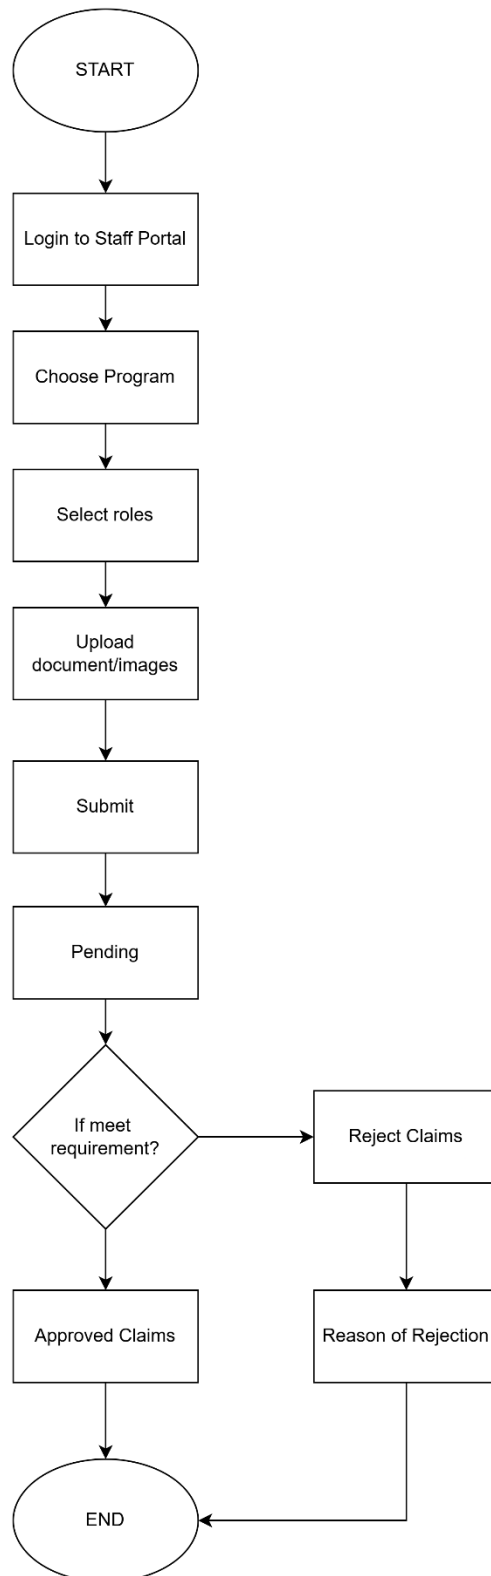 START
Login to Staff Portal
Choose Program
Select roles
Upload
document/images
Submit
Pending
If meet
requirement?
Reject Claims
Approved Claims
Reason of Rejection
END